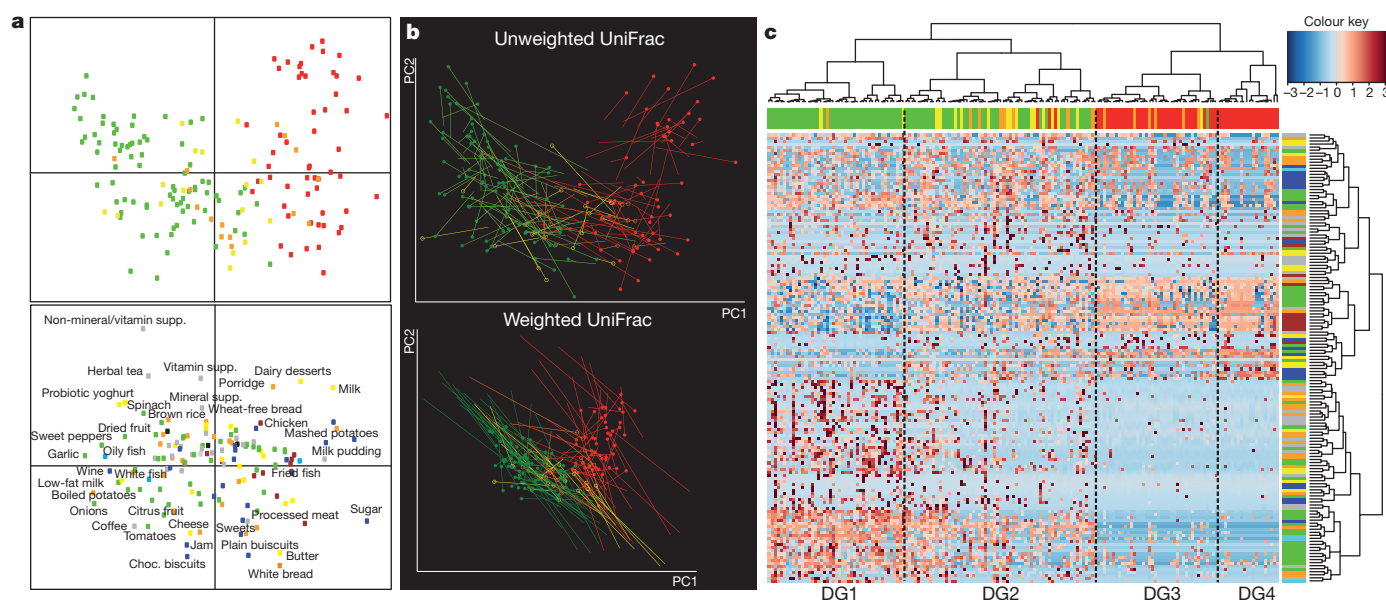 a
Non-mineral/vitamin supp.
Herbal tea
Vitamin supp.
Dairy desserts
Porridge
Milk
Probiotic yoghurt
Spinach
Mineral supp.
Brown rice
Wheat-free bread
Chicken
Dried fruit
Sweet peppers
Mashed potatoes
Garlic
Oily fish
Milk pudding
Wine
White fish
Fried fish
Low-fat milk
Boiled potatoes
Onions
Citrus fruit
Processed meat
Sugar
Coffee
Cheese
Sweets
Tomatoes
Jam
Plain buiscuits
Choc. biscuits
Butter
White bread
b
Unweighted UniFrac
PC2
PC1
Weighted UniFrac
PC2
PC1
c
Colour key
−3−2−1 0 1 2 3
DG1 DG2 DG3 DG4